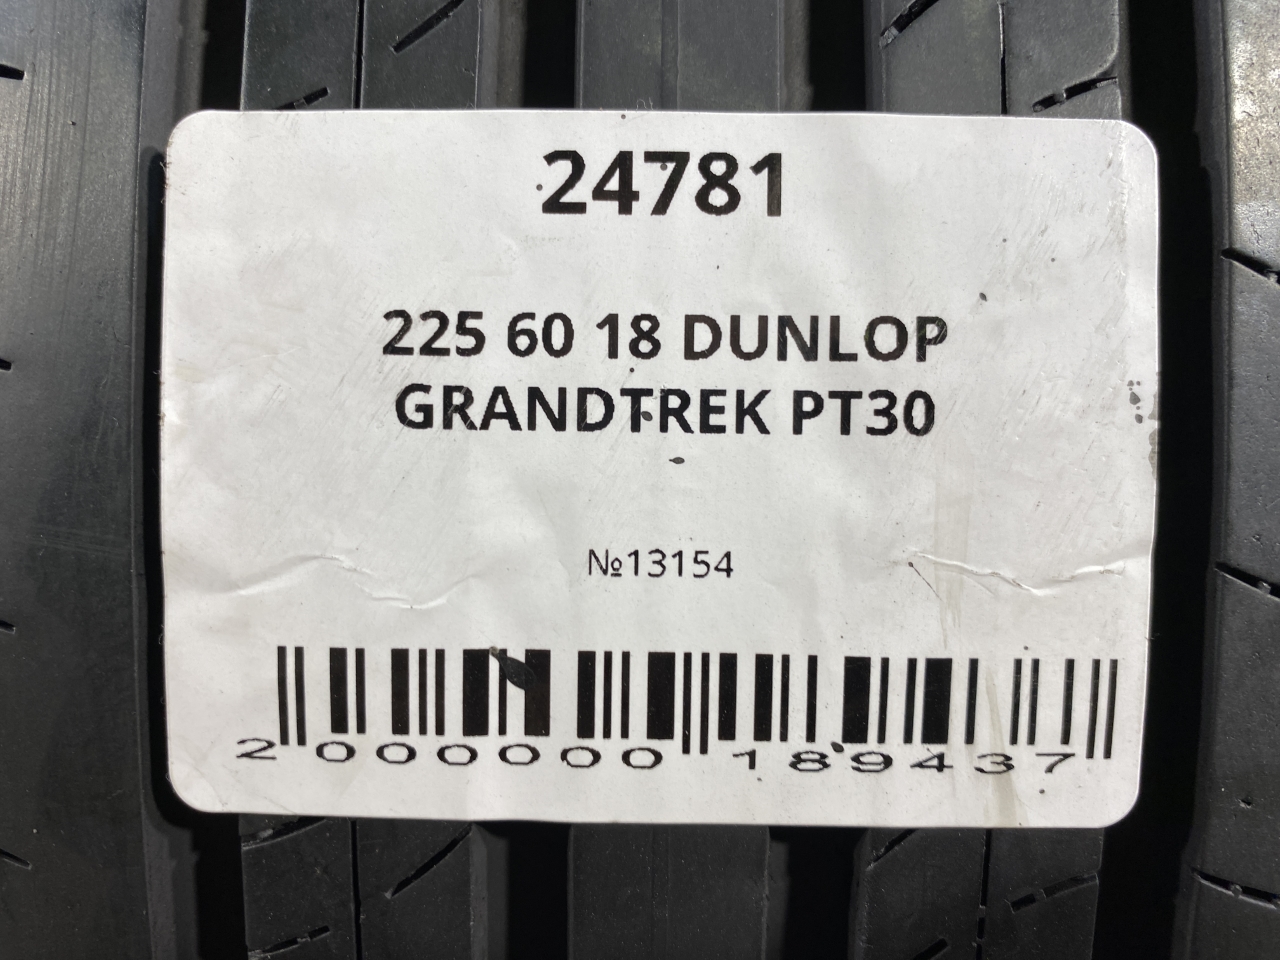 24781
225 60 18 DUNLOP
GRANDTREK PT30
№13154
2 000000 189437